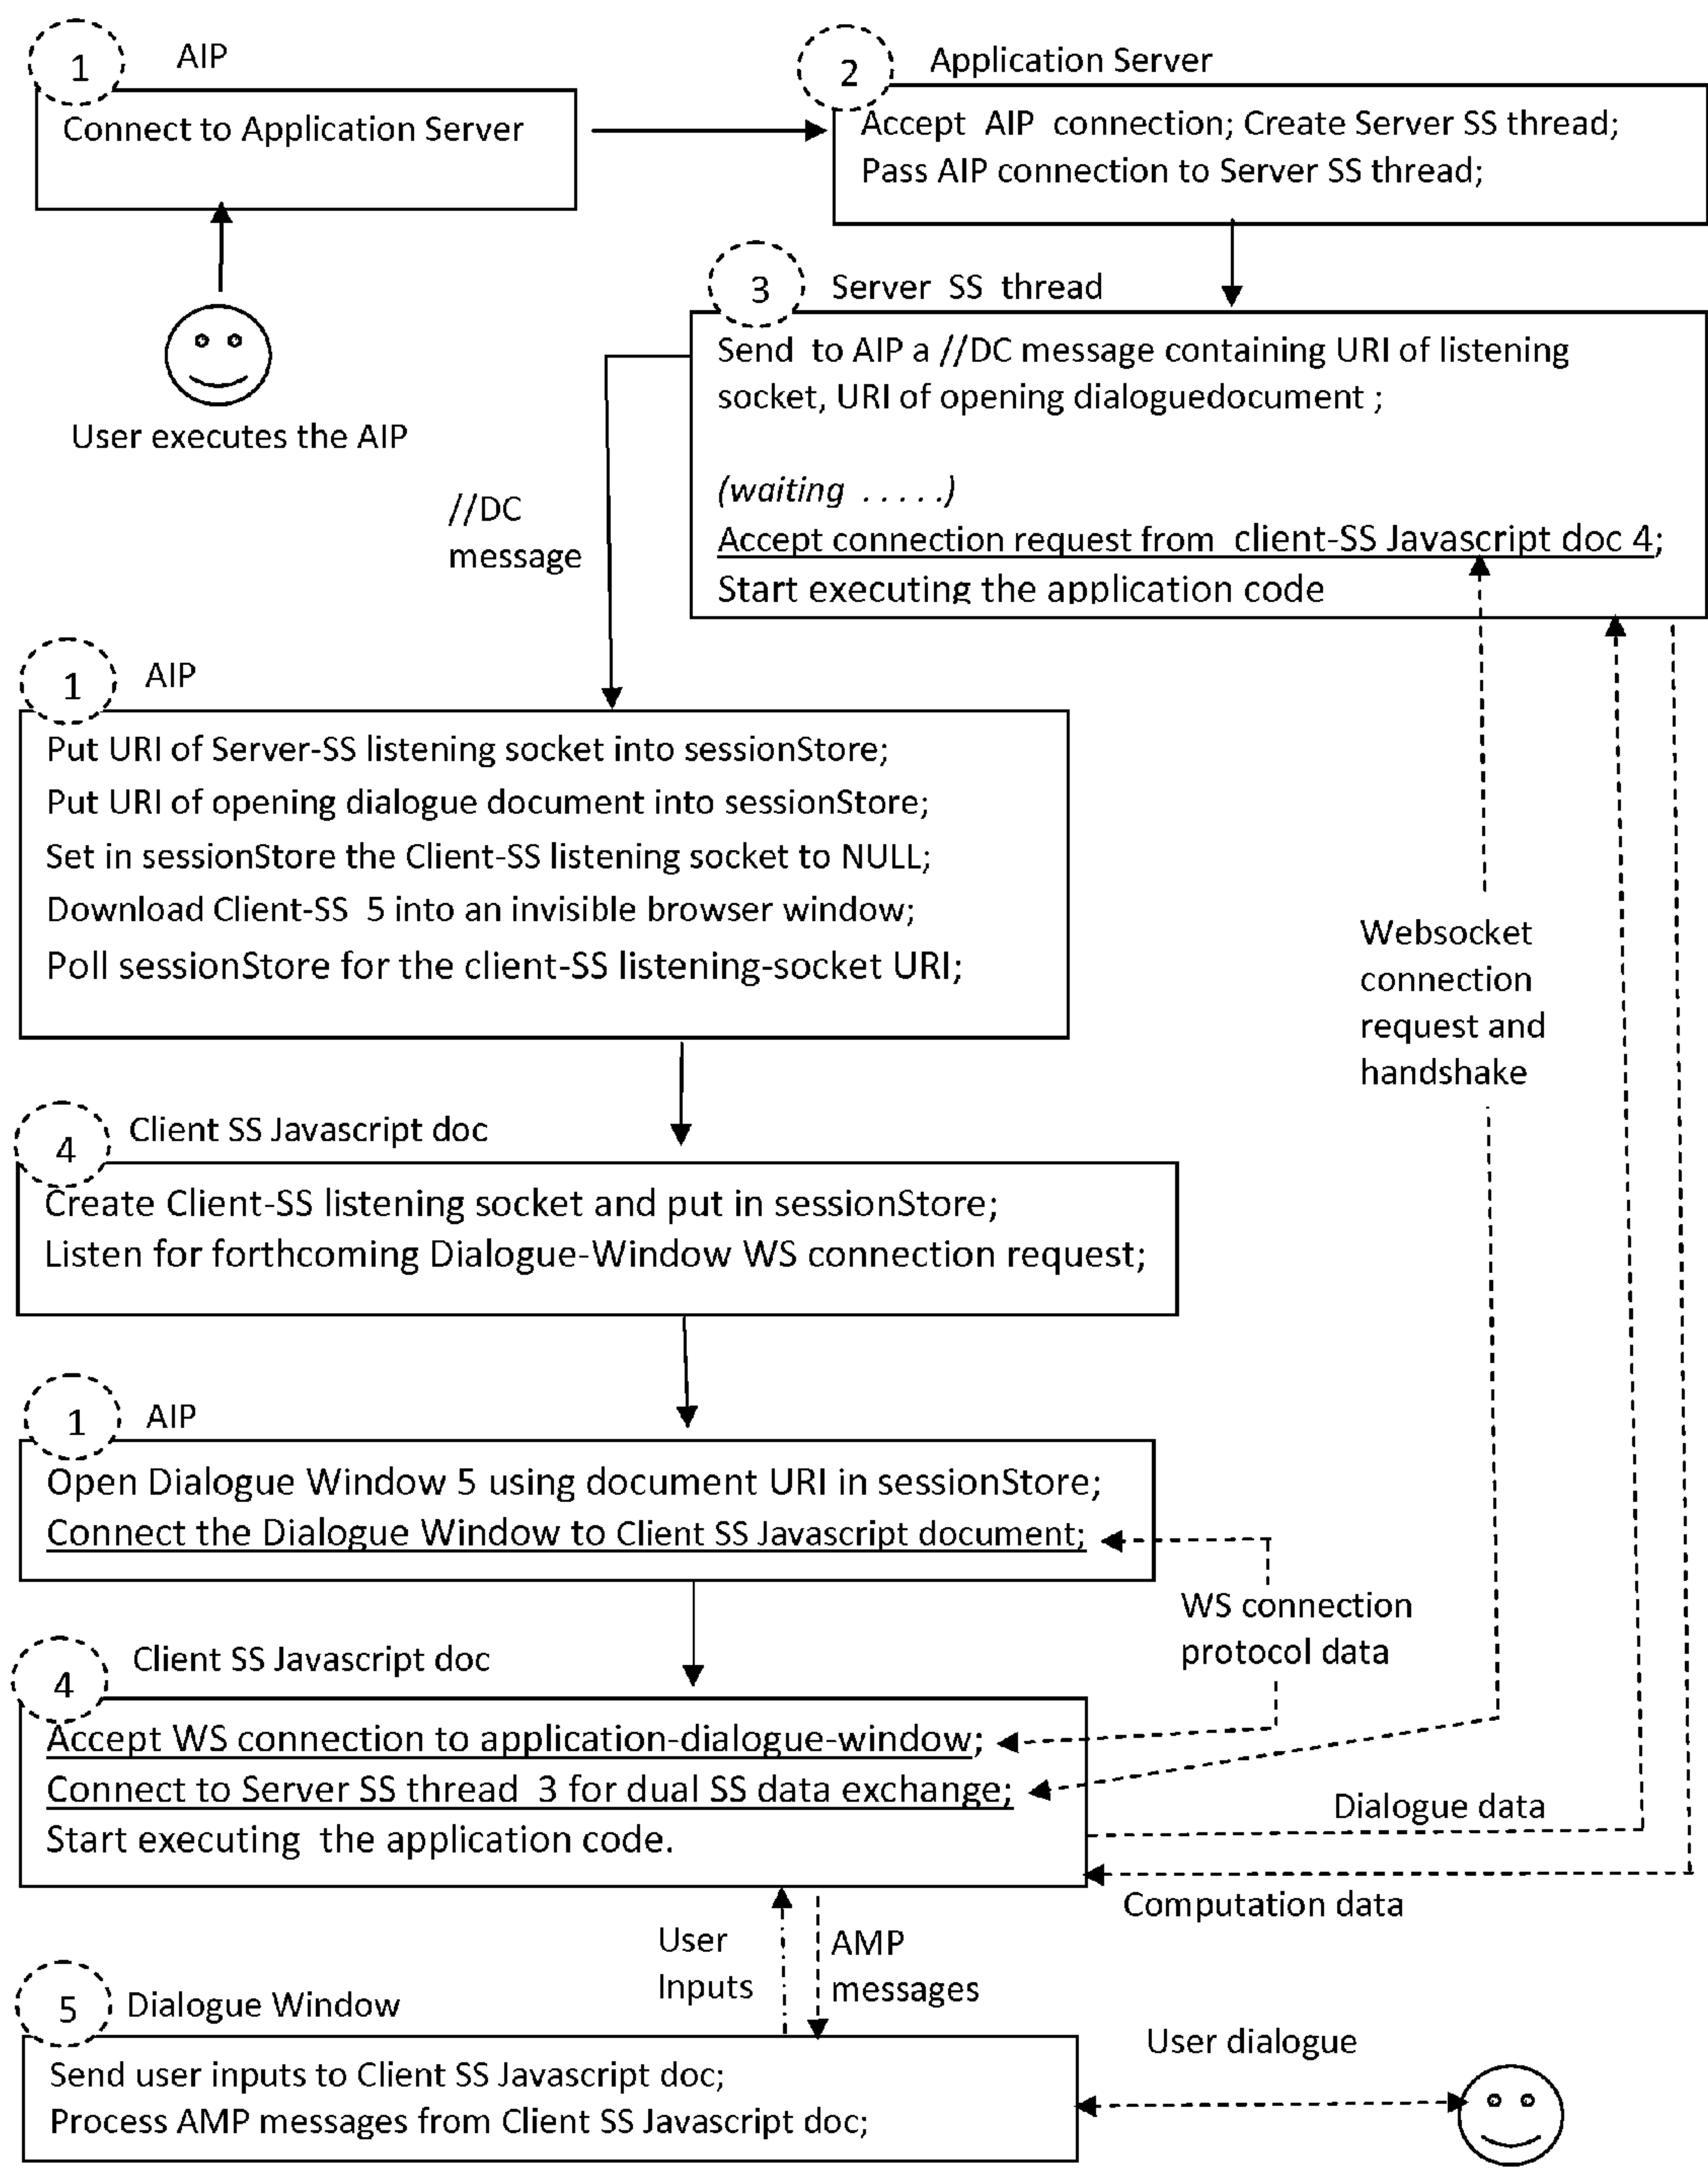 1 AIP
Connect to Application Server
User executes the AIP
2 Application Server
Accept AIP connection; Create Server SS thread;
Pass AIP connection to Server SS thread;
3 Server SS thread
Send to AIP a //DC message containing URI of listening
socket, URI of opening dialoguedocument ;
(waiting . . . . .)
Accept connection request from client-SS Javascript doc 4;
Start executing the application code
//DC
message
1 AIP
Put URI of Server-SS listening socket into sessionStore;
Put URI of opening dialogue document into sessionStore;
Set in sessionStore the Client-SS listening socket to NULL;
Download Client-SS 5 into an invisible browser window;
Poll sessionStore for the client-SS listening-socket URI;
Websocket
connection
request and
handshake
4 Client SS Javascript doc
Create Client-SS listening socket and put in sessionStore;
Listen for forthcoming Dialogue-Window WS connection request;
1 AIP
Open Dialogue Window 5 using document URI in sessionStore;
Connect the Dialogue Window to Client SS Javascript document;
WS connection
protocol data
4 Client SS Javascript doc
Accept WS connection to application-dialogue-window;
Connect to Server SS thread 3 for dual SS data exchange;
Start executing the application code.
Dialogue data
Computation data
User
Inputs
AMP
messages
5 Dialogue Window
Send user inputs to Client SS Javascript doc;
Process AMP messages from Client SS Javascript doc;
User dialogue